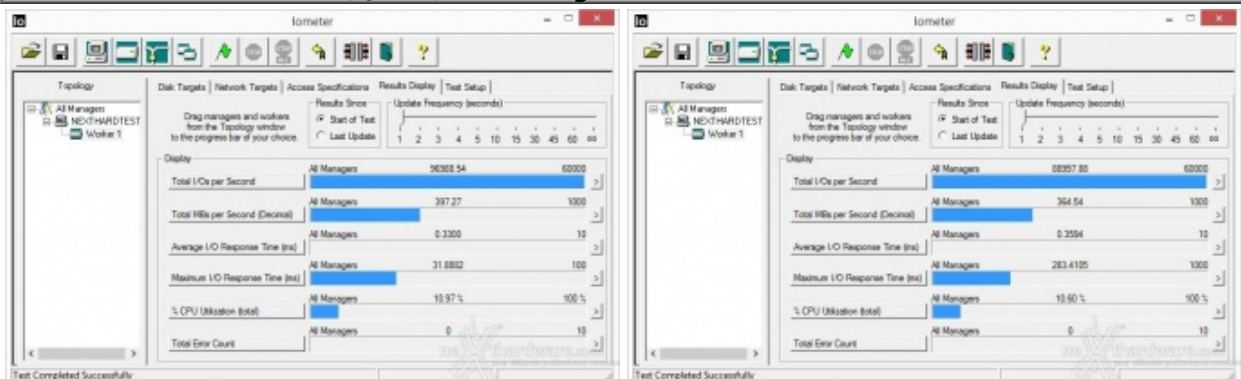 Iometer
Topology
All Managers
NEXTHARDTEST
Worker 1
Disk Targets | Network Targets | Access Specifications | Results Display | Test Setup
Drag managers and workers
from the Topology window
to the progress bar of your choice.
Results Since
Start of Test
Last Update
Update Frequency (seconds)
1 2 3 4 5 10 15 30 45 60 oo
Display
All Managers 96988.54 60000
Total I/Os per Second
All Managers 397.27 1000
Total MBs per Second (Decimal)
All Managers 0.3300 10
Average I/O Response Time (ms)
All Managers 31.8882 100
Maximum I/O Response Time (ms)
All Managers 10.97 % 100 %
% CPU Utilization (total)
All Managers 0 10
Total Error Count
Test Completed Successfully
Iometer
Topology
All Managers
NEXTHARDTEST
Worker 1
Disk Targets | Network Targets | Access Specifications | Results Display | Test Setup
Drag managers and workers
from the Topology window
to the progress bar of your choice.
Results Since
Start of Test
Last Update
Update Frequency (seconds)
1 2 3 4 5 10 15 30 45 60 oo
Display
All Managers 88997.88 60000
Total I/Os per Second
All Managers 364.54 1000
Total MBs per Second (Decimal)
All Managers 0.3594 10
Average I/O Response Time (ms)
All Managers 283.4105 1000
Maximum I/O Response Time (ms)
All Managers 10.60 % 100 %
% CPU Utilization (total)
All Managers 0 10
Total Error Count
Test Completed Successfully